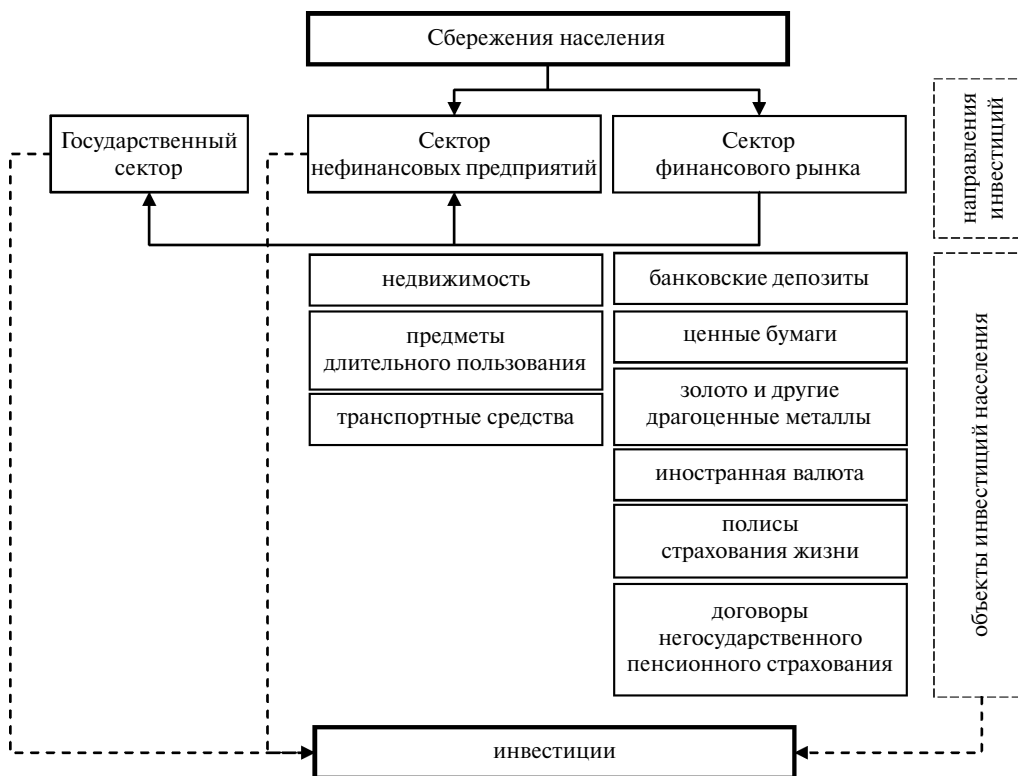 Сбережения населения
Государственный
сектор
Сектор
нефинансовых предприятий
Сектор
финансового рынка
направления
инвестиций
недвижимость
предметы
длительного пользования
транспортные средства
банковские депозиты
ценные бумаги
золото и другие
драгоценные металлы
иностранная валюта
полисы
страхования жизни
договоры
негосударственного
пенсионного страхования
объекты инвестиций населения
инвестиции